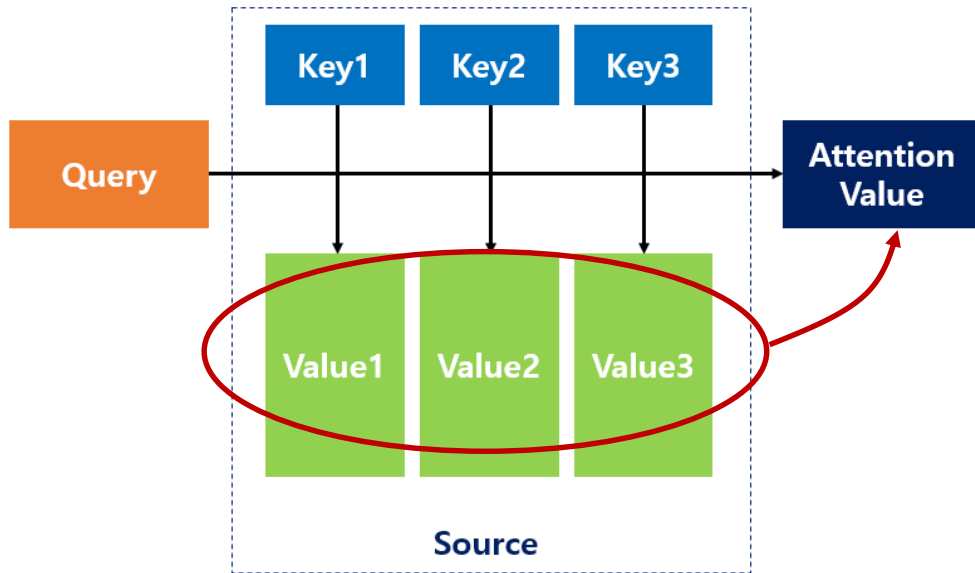 Key1
Key2
Key3
Query
Attention
Value
Value1
Value2
Value3
Source